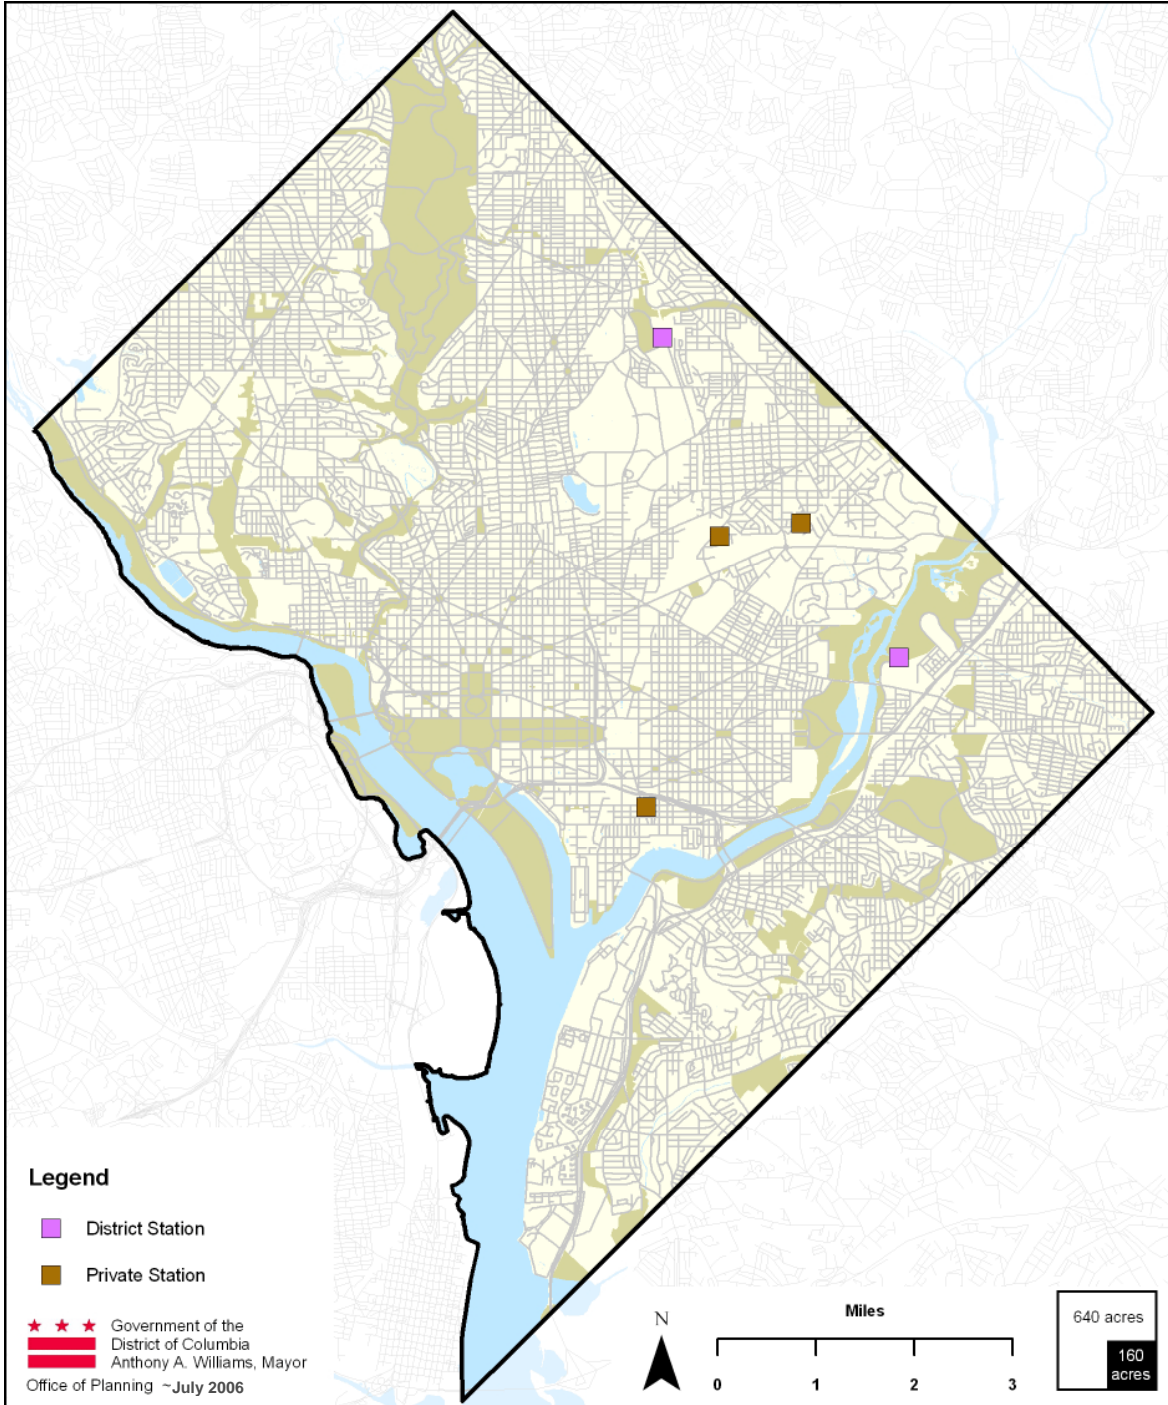 Legend
District Station
Private Station
Government of the
District of Columbia
Anthony A. Williams, Mayor
Office of Planning ~July 2006
N
Miles
0 1 2 3
640 acres
160
acres